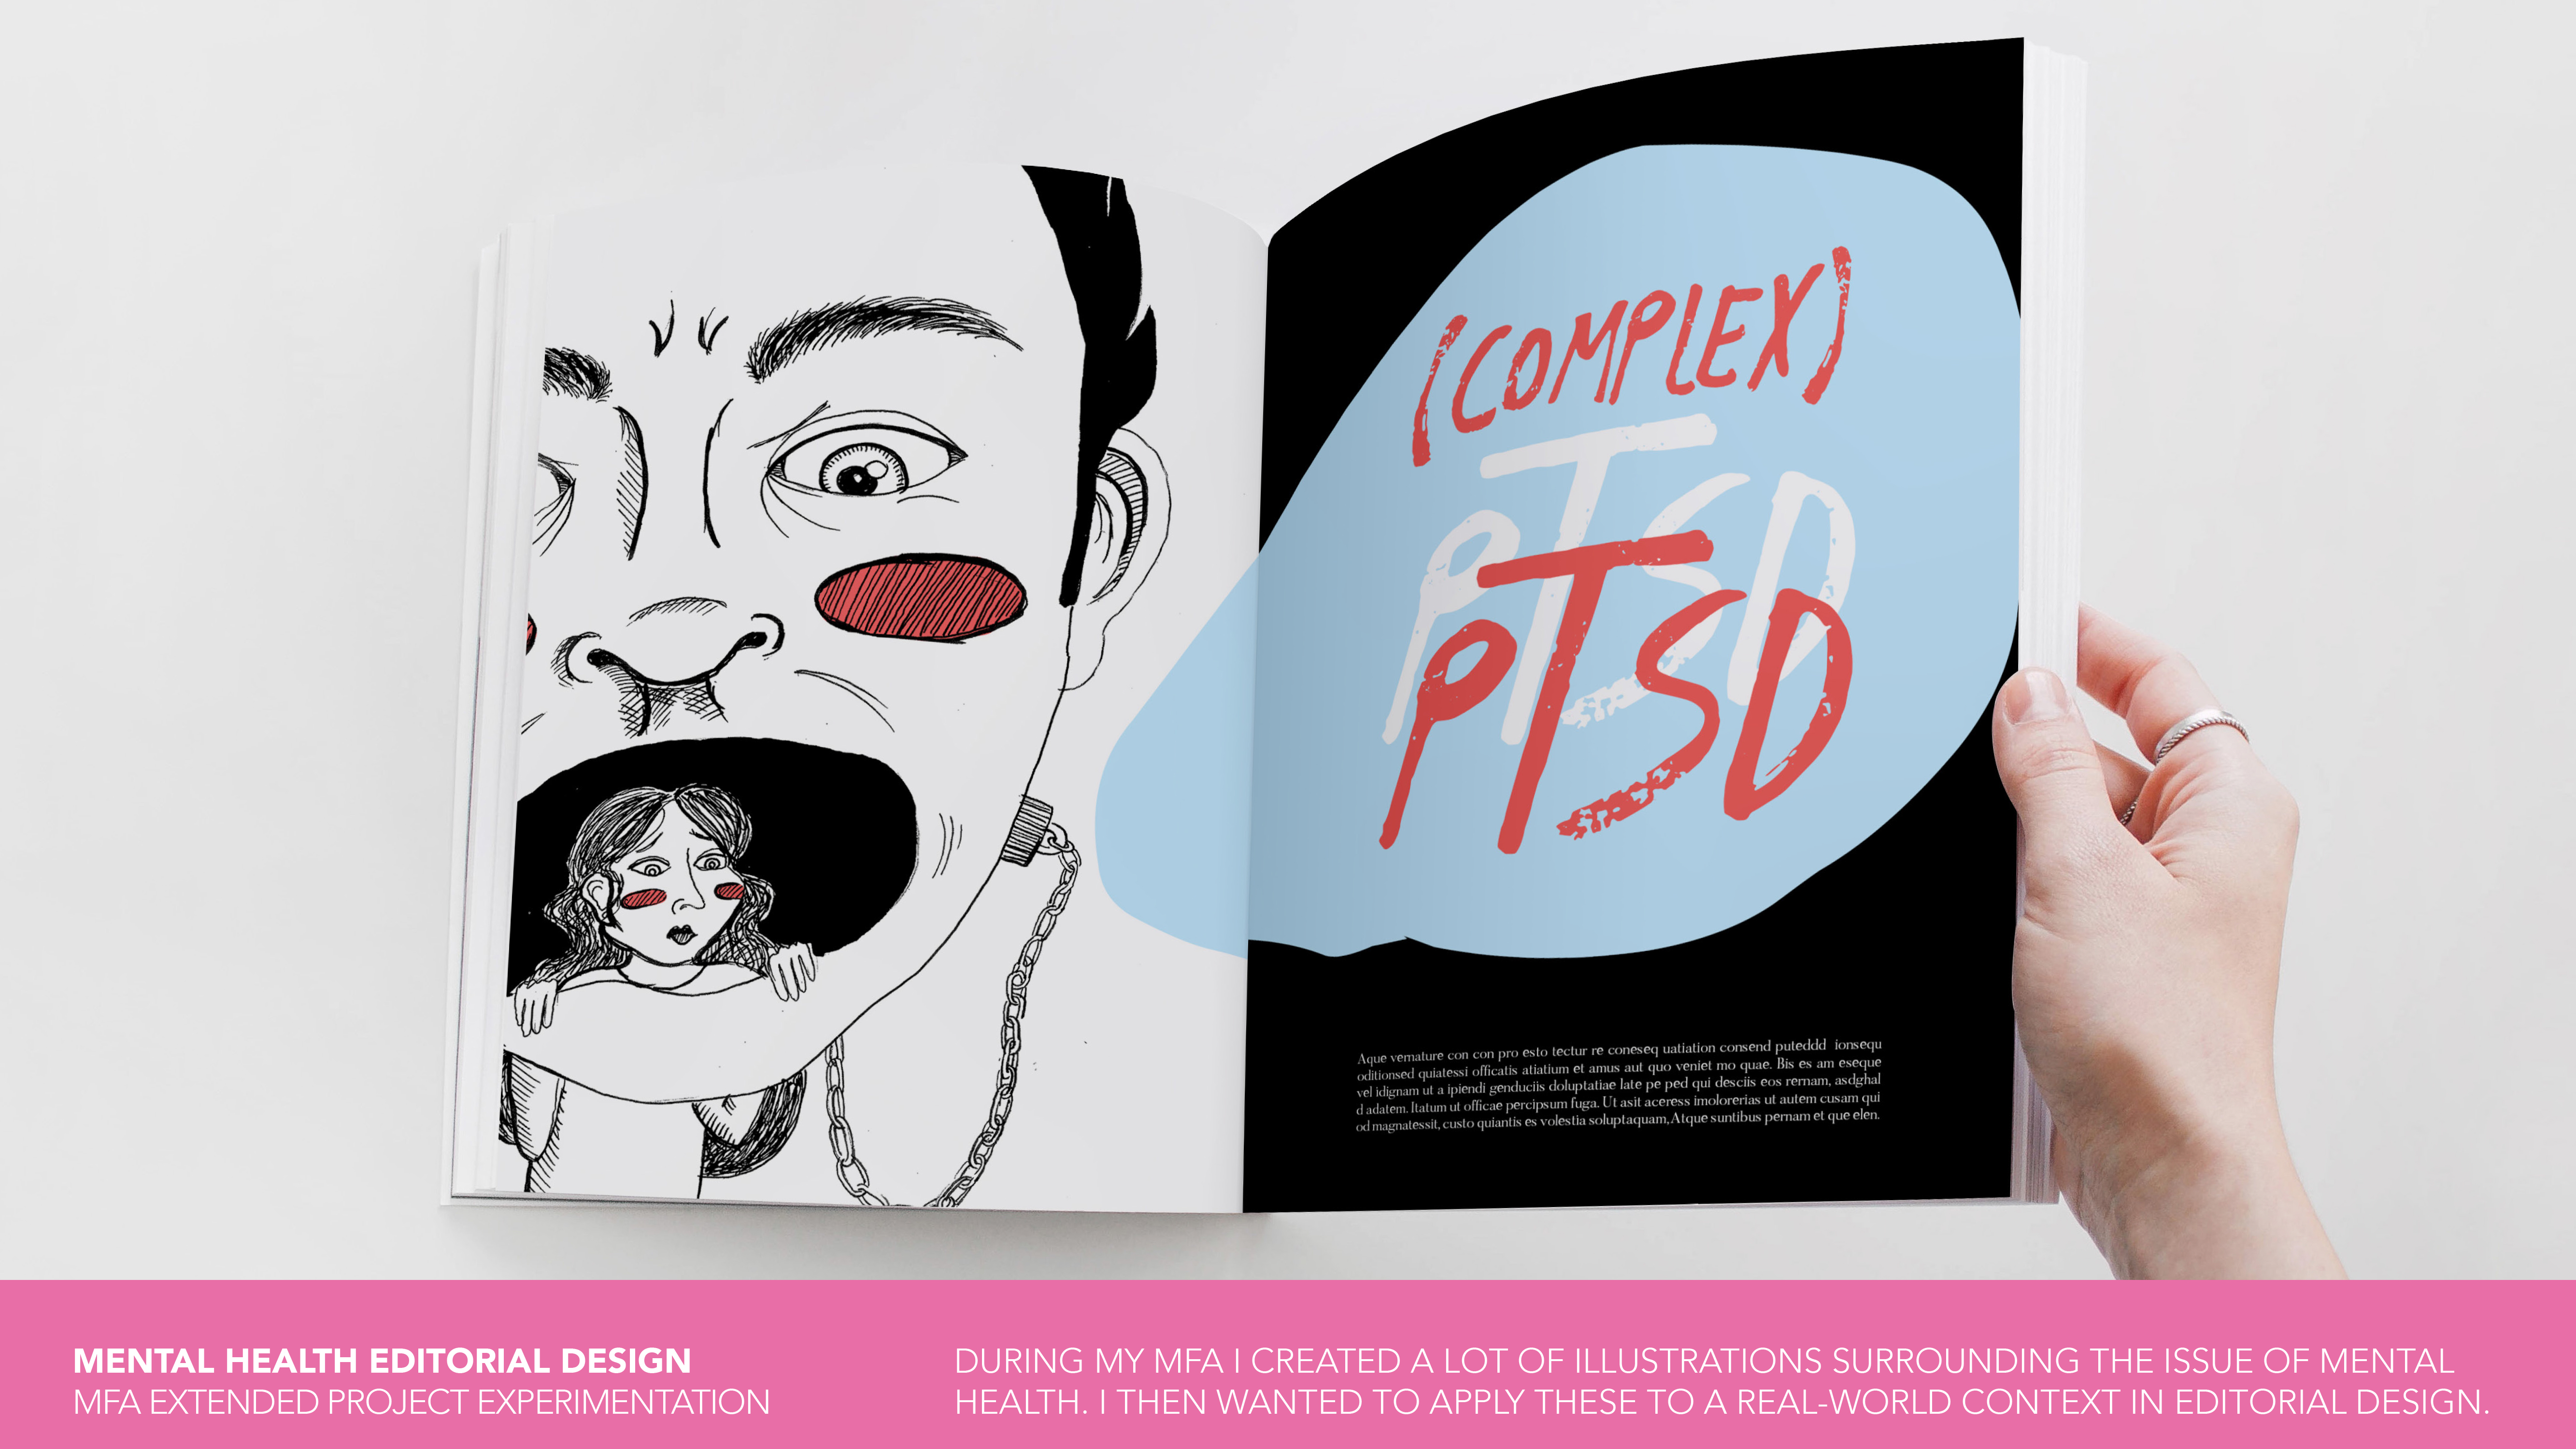 (COMPLEX)
PTSD
PTSD
Aque vernature con con pro esto tectur re coneseq uatiation consend puteddd ionsequ
oditionsed quiatessi officatis atiatium et amus aut quo veniet mo quae. Bis es am eseque
vel idignam ut a ipiendi genduciis doluptatiae late pe ped qui desciis eos rernam, asdghal
d adatem. Itatum ut officae percipsum fuga. Ut asit aceress imolorerias ut autem cusam qui
od magnatessit, custo quiantis es volestia soluptaquam, Atque suntibus pernam et que elen.
MENTAL HEALTH EDITORIAL DESIGN
MFA EXTENDED PROJECT EXPERIMENTATION
DURING MY MFA I CREATED A LOT OF ILLUSTRATIONS SURROUNDING THE ISSUE OF MENTAL
HEALTH. I THEN WANTED TO APPLY THESE TO A REAL-WORLD CONTEXT IN EDITORIAL DESIGN.